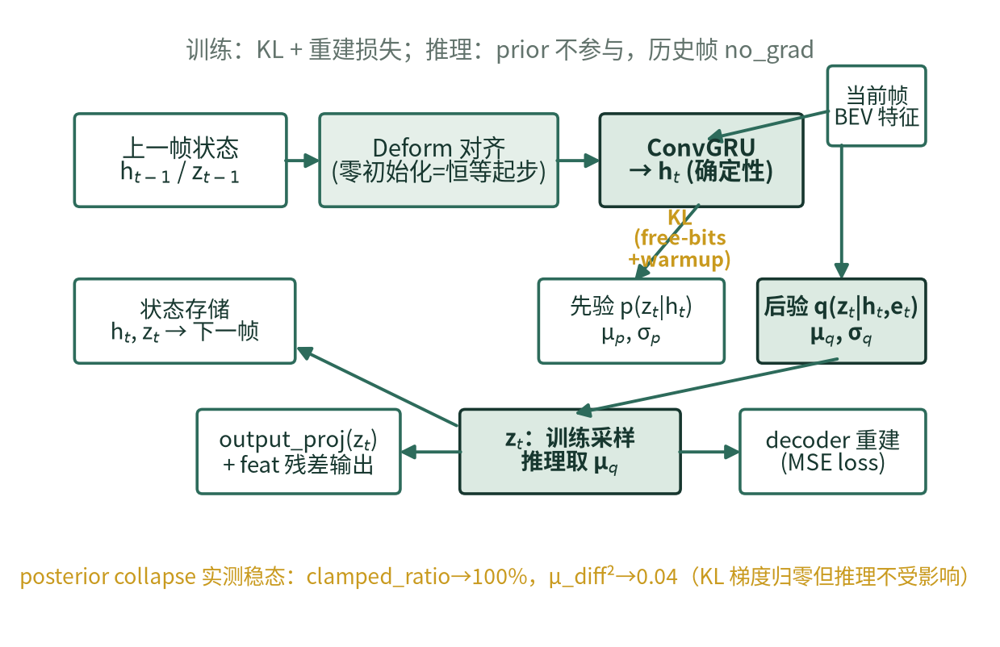 训练：KL + 重建损失；推理：prior 不参与，历史帧 no_grad
当前帧
BEV 特征
上一帧状态
hₜ₋₁ / zₜ₋₁
Deform 对齐
(零初始化=恒等起步)
ConvGRU
→ hₜ (确定性)
KL
(free-bits
+warmup)
状态存储
hₜ, zₜ → 下一帧
先验 p(zₜ|hₜ)
μₚ, σₚ
后验 q(zₜ|hₜ,eₜ)
μ_q, σ_q
output_proj(zₜ)
+ feat 残差输出
zₜ：训练采样
推理取 μ_q
decoder 重建
(MSE loss)
posterior collapse 实测稳态：clamped_ratio→100%，μ_diff²→0.04（KL 梯度归零但推理不受影响）